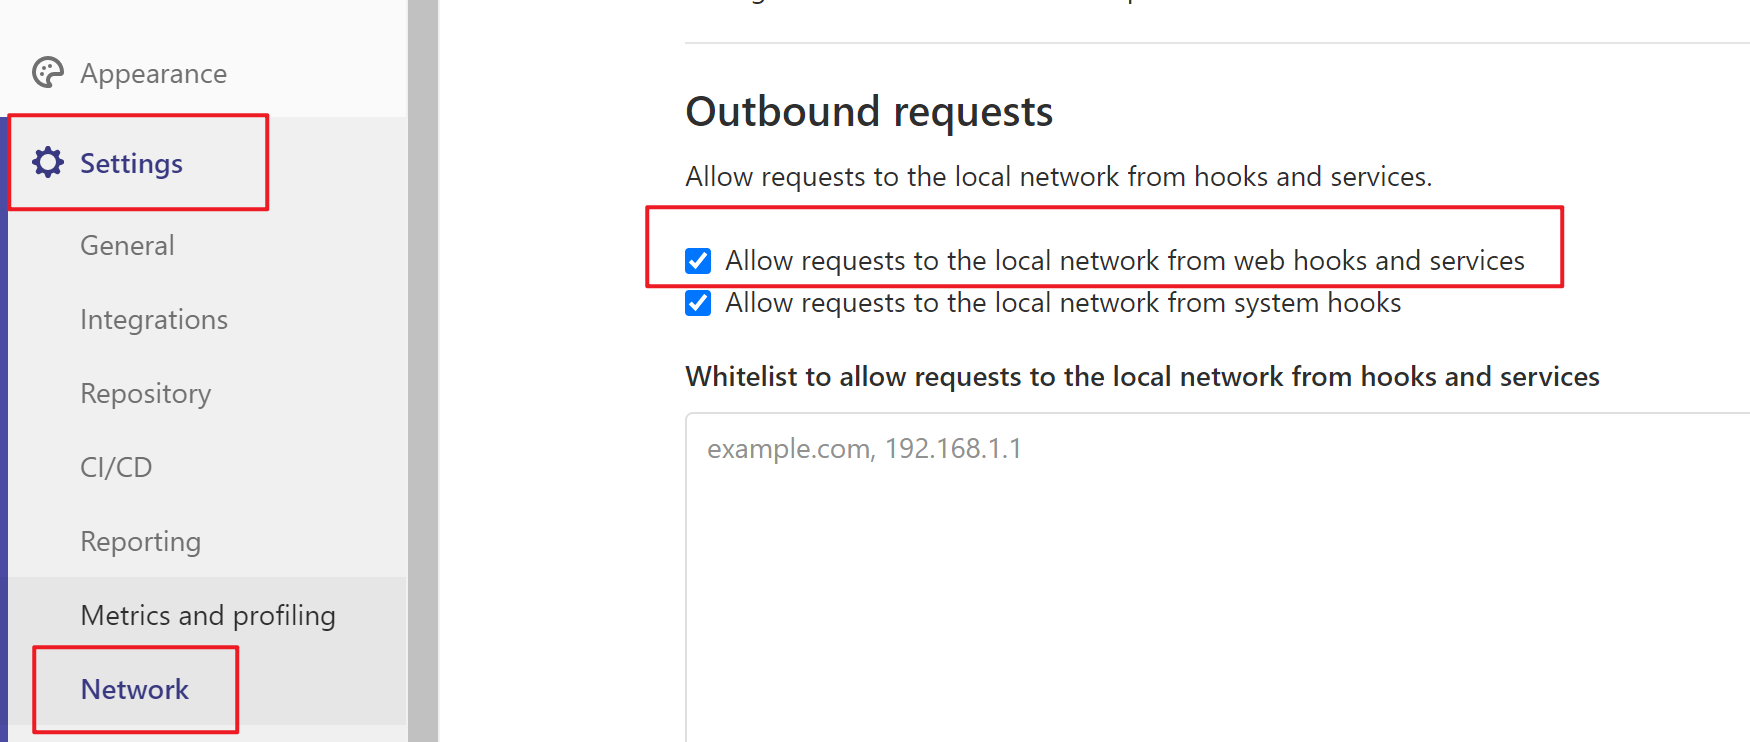 Appearance
Settings
General
Integrations
Repository
CI/CD
Reporting
Metrics and profiling
Network
Outbound requests
Allow requests to the local network from hooks and services.
Allow requests to the local network from web hooks and services
Allow requests to the local network from system hooks
Whitelist to allow requests to the local network from hooks and services
example.com, 192.168.1.1